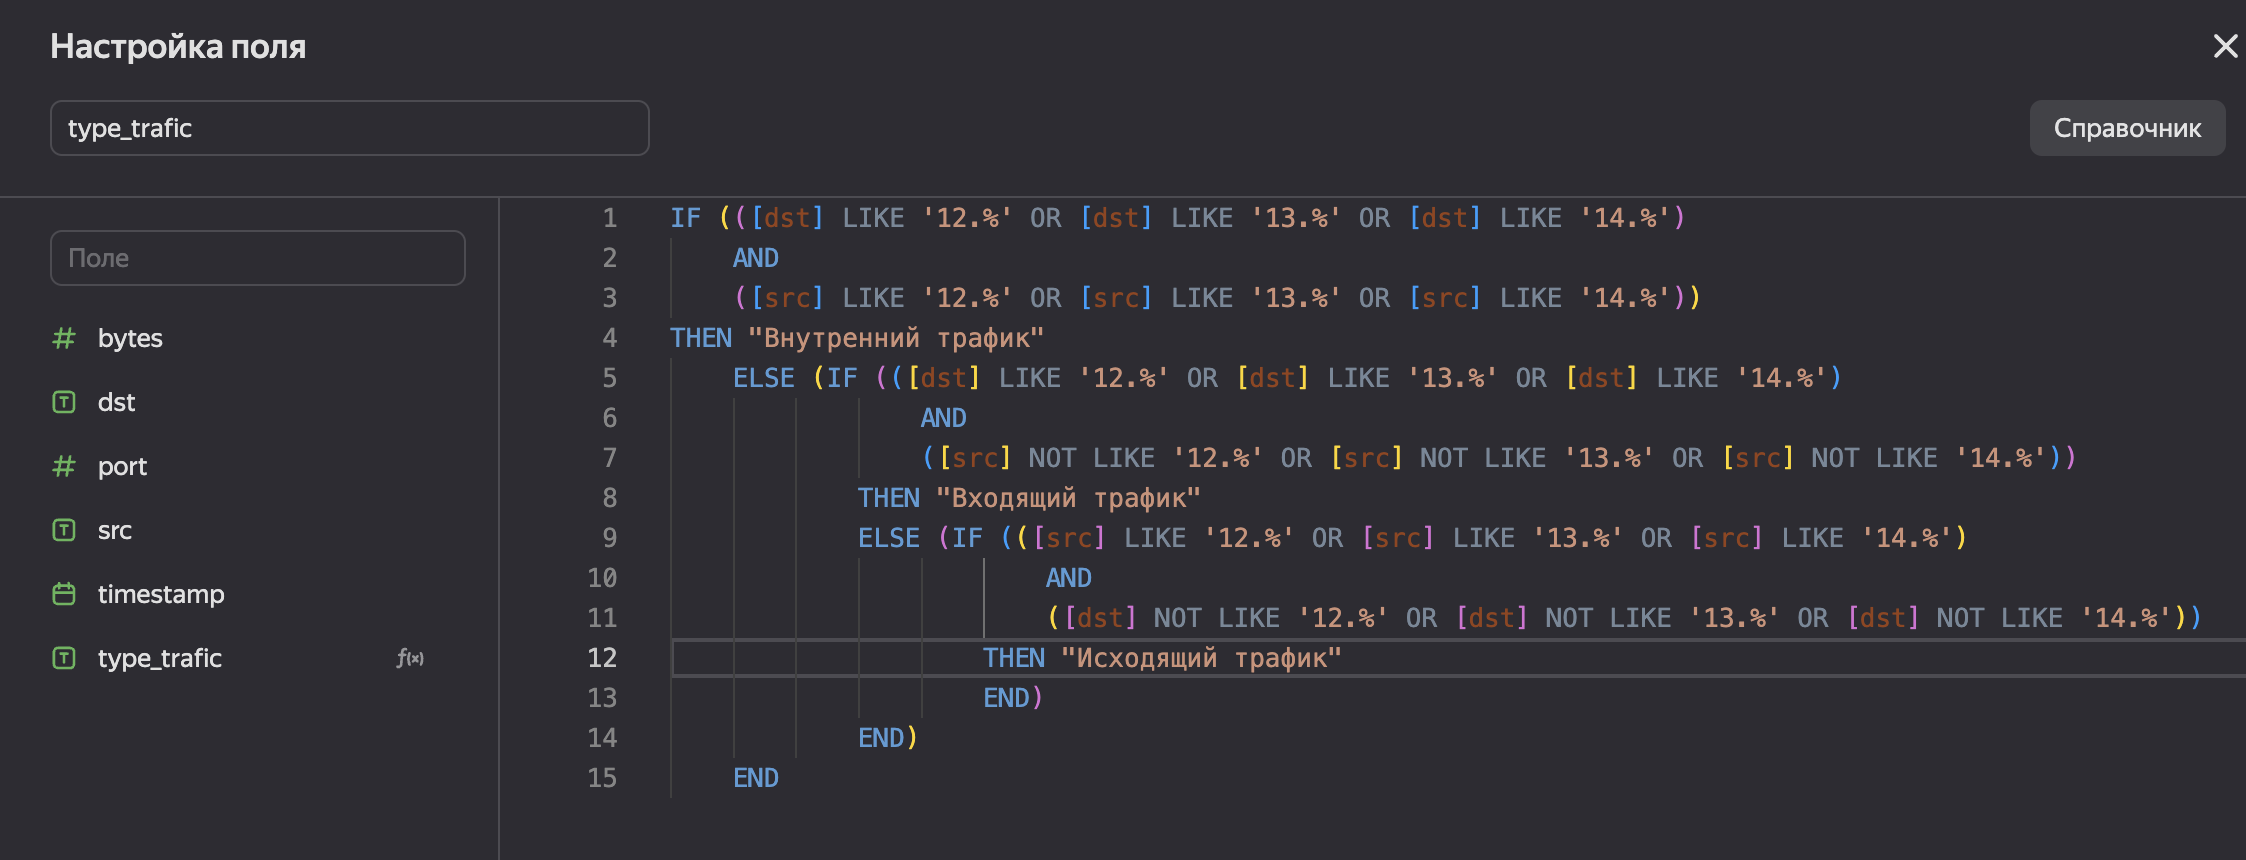 Настройка поля
type_trafic
Справочник
Поле
bytes
dst
port
src
timestamp
type_trafic
ƒ(x)
1 IF (([dst] LIKE '12.%' OR [dst] LIKE '13.%' OR [dst] LIKE '14.%')
2 AND
3 ([src] LIKE '12.%' OR [src] LIKE '13.%' OR [src] LIKE '14.%'))
4 THEN "Внутренний трафик"
5 ELSE (IF (([dst] LIKE '12.%' OR [dst] LIKE '13.%' OR [dst] LIKE '14.%')
6 AND
7 ([src] NOT LIKE '12.%' OR [src] NOT LIKE '13.%' OR [src] NOT LIKE '14.%'))
8 THEN "Входящий трафик"
9 ELSE (IF (([src] LIKE '12.%' OR [src] LIKE '13.%' OR [src] LIKE '14.%')
10 AND
11 ([dst] NOT LIKE '12.%' OR [dst] NOT LIKE '13.%' OR [dst] NOT LIKE '14.%'))
12 THEN "Исходящий трафик"
13 END)
14 END)
15 END